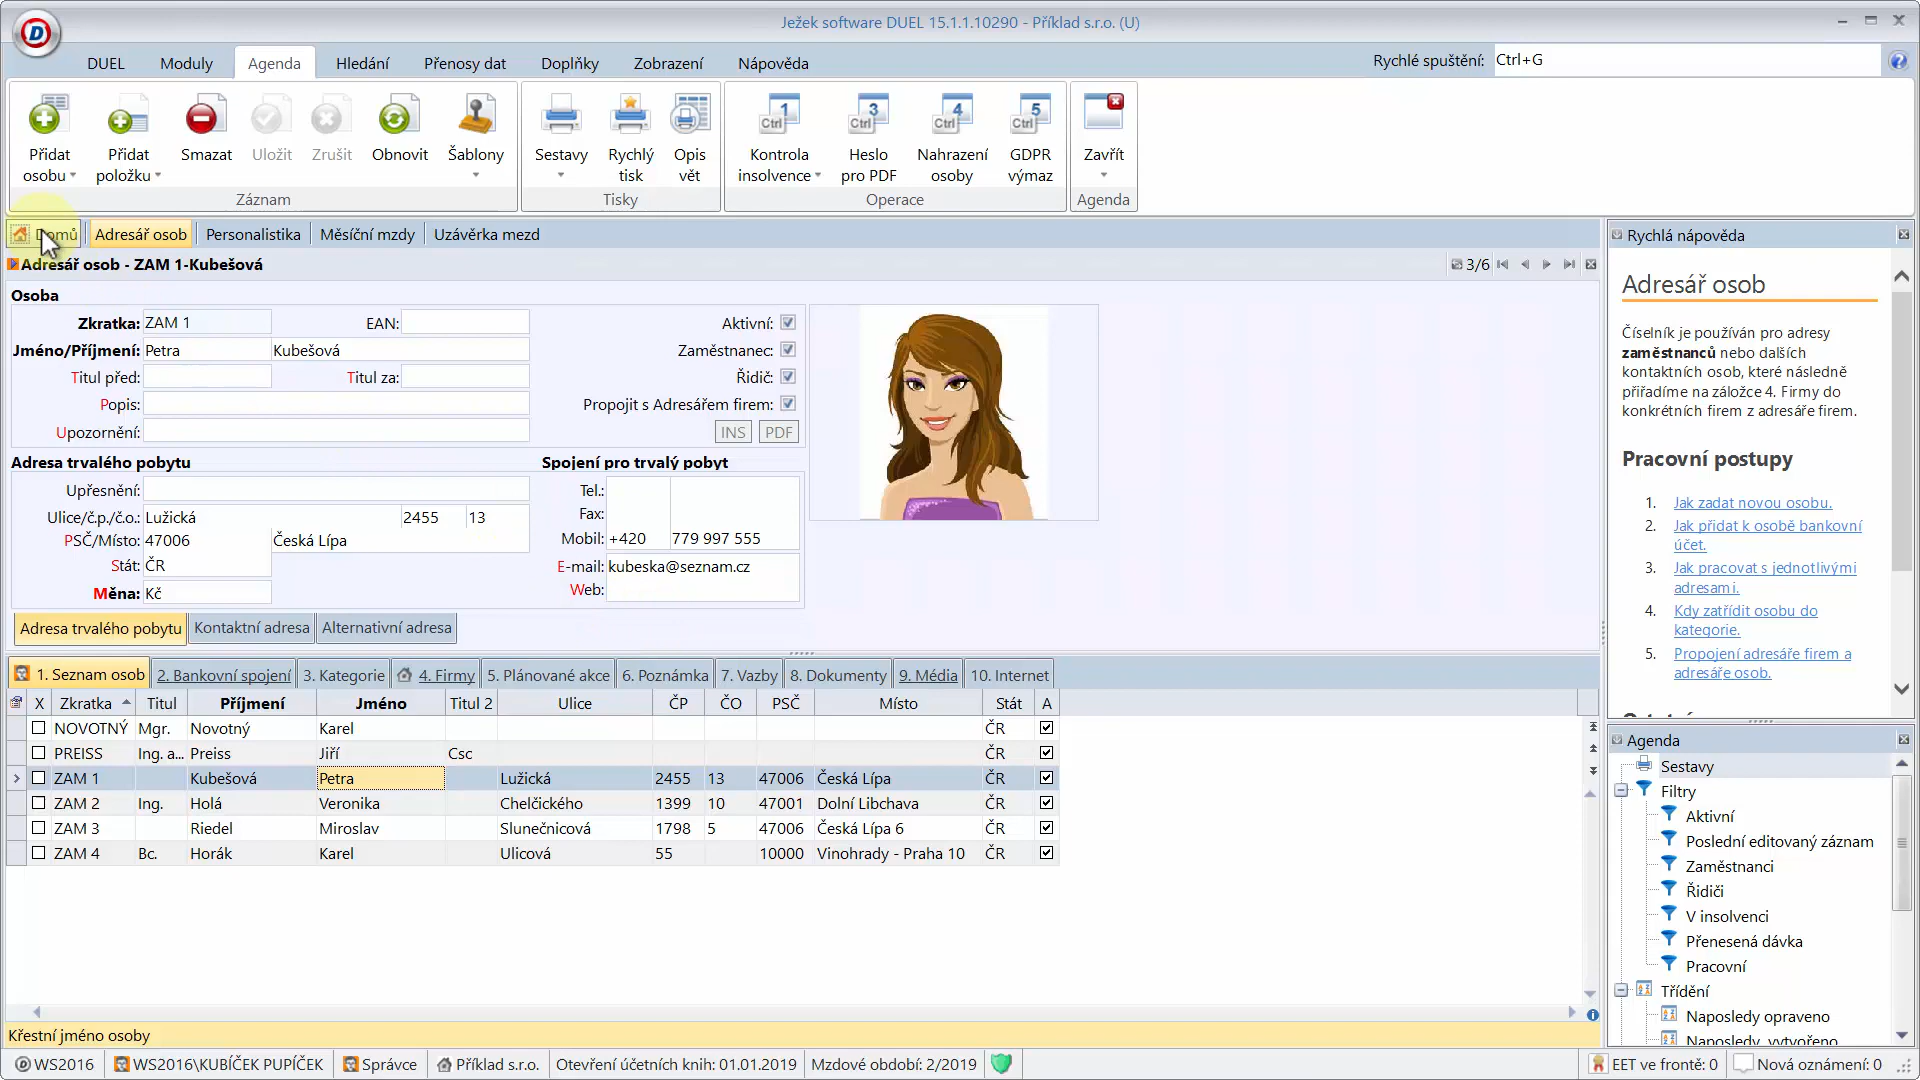 Ježek software DUEL 15.1.1.10290 - Příklad s.r.o. (U)
DUEL Moduly Agenda Hledání Přenosy dat Doplňky Zobrazení Nápověda Rychlé spuštění: Ctrl+G
Přidat osobu Přidat položku Smazat Uložit Zrušit Obnovit Šablony Sestavy Rychlý tisk Opis vět Ctrl 1 Kontrola insolvence Ctrl 3 Heslo pro PDF Ctrl 4 Nahrazení osoby Ctrl 5 GDPR výmaz Zavřít
Záznam Tisky Operace Agenda
Domů Adresář osob Personalistika Měsíční mzdy Uzávěrka mezd
Adresář osob - ZAM 1-Kubešová 3/6
Osoba
Zkratka: ZAM 1 EAN: Aktivní:
Jméno/Příjmení: Petra Kubešová Zaměstnanec:
Titul před: Titul za: Řidič:
Popis: Propojit s Adresářem firem:
Upozornění: INS PDF
Adresa trvalého pobytu Spojení pro trvalý pobyt
Upřesnění: Tel.:
Ulice/č.p./č.o.: Lužická 2455 13 Fax:
PSČ/Místo: 47006 Česká Lípa Mobil: +420 779 997 555
Stát: ČR E-mail: kubeska@seznam.cz
Měna: Kč Web:
Adresa trvalého pobytu Kontaktní adresa Alternativní adresa
1. Seznam osob 2. Bankovní spojení 3. Kategorie 4. Firmy 5. Plánované akce 6. Poznámka 7. Vazby 8. Dokumenty 9. Média 10. Internet
X Zkratka Titul Příjmení Jméno Titul 2 Ulice ČP ČO PSČ Místo Stát A
NOVOTNÝ Mgr. Novotný Karel ČR
PREISS Ing. a... Preiss Jiří Csc ČR
ZAM 1 Kubešová Petra Lužická 2455 13 47006 Česká Lípa ČR
ZAM 2 Ing. Holá Veronika Chelčického 1399 10 47001 Dolní Libchava ČR
ZAM 3 Riedel Miroslav Slunečnicová 1798 5 47006 Česká Lípa 6 ČR
ZAM 4 Bc. Horák Karel Ulicová 55 10000 Vinohrady - Praha 10 ČR
Křestní jméno osoby
Rychlá nápověda
Adresář osob
Číselník je používán pro adresy
zaměstnanců nebo dalších
kontaktních osob, které následně
přiřadíme na záložce 4. Firmy do
konkrétních firem z adresáře firem.
Pracovní postupy
1. Jak zadat novou osobu.
2. Jak přidat k osobě bankovní
účet.
3. Jak pracovat s jednotlivými
adresami.
4. Kdy zatřídit osobu do
kategorie.
5. Propojení adresáře firem a
adresáře osob.
Agenda
Sestavy
Filtry
Aktivní
Poslední editovaný záznam
Zaměstnanci
Řidiči
V insolvenci
Přenesená dávka
Pracovní
Třídění
Naposledy opraveno
Naposledy vytvořeno
WS2016 WS2016\KUBÍČEK PUPÍČEK Správce Příklad s.r.o. Otevření účetních knih: 01.01.2019 Mzdové období: 2/2019 EET ve frontě: 0 Nová oznámení: 0